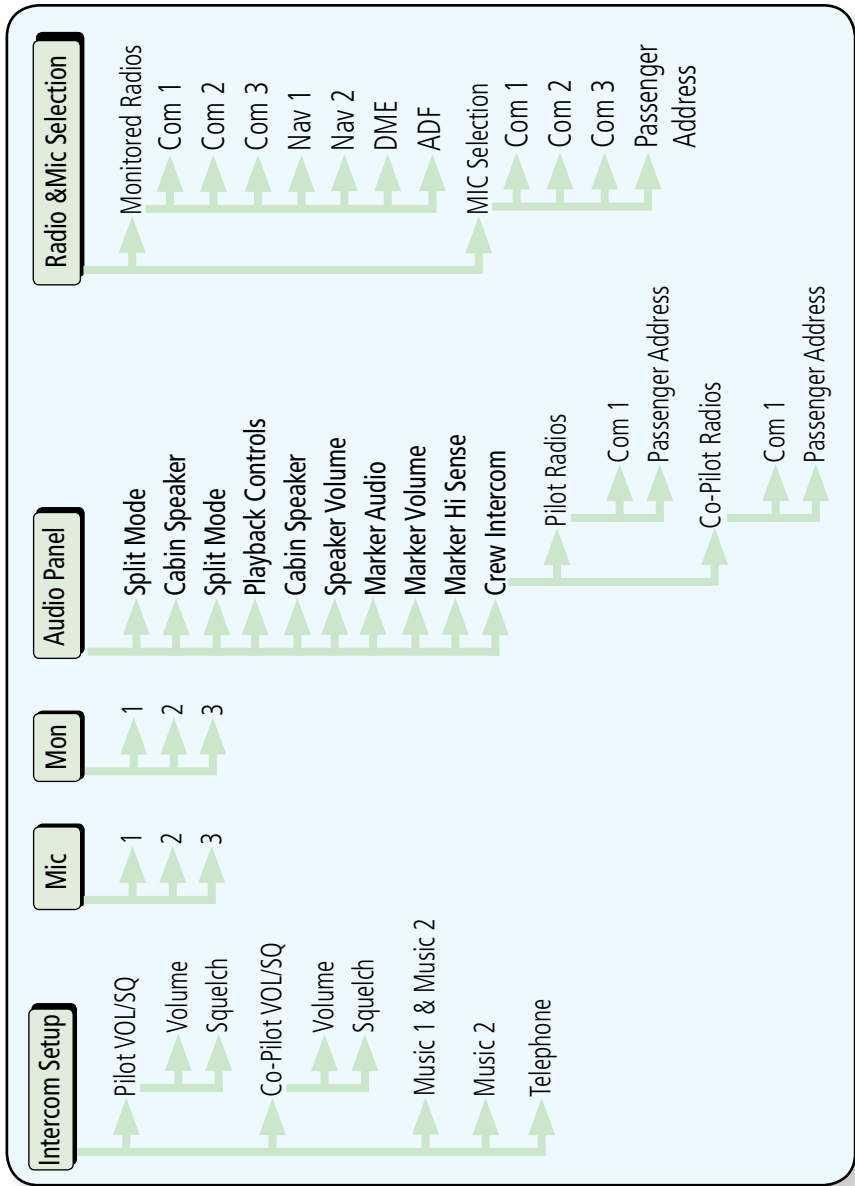 Intercom Setup
Pilot VOL/SQ
Volume
Squelch
Co-Pilot VOL/SQ
Volume
Squelch
Music 1 & Music 2
Music 2
Telephone
Mic
1
2
3
Mon
1
2
3
Audio Panel
Split Mode
Cabin Speaker
Split Mode
Playback Controls
Cabin Speaker
Speaker Volume
Marker Audio
Marker Volume
Marker Hi Sense
Crew Intercom
Pilot Radios
Com 1
Passenger Address
Co-Pilot Radios
Com 1
Passenger Address
Radio &Mic Selection
Monitored Radios
Com 1
Com 2
Com 3
Nav 1
Nav 2
DME
ADF
MIC Selection
Com 1
Com 2
Com 3
Passenger
Address